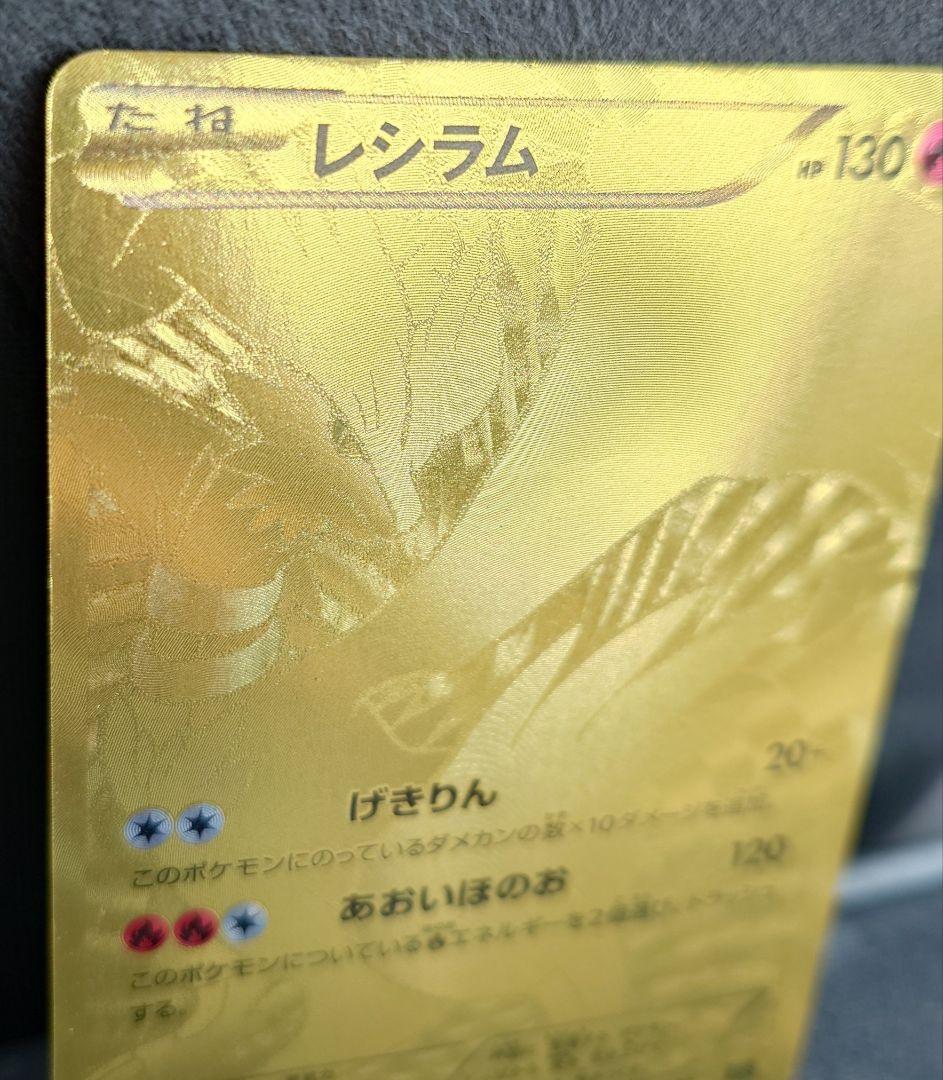 たね レシラム HP 130
げきりん 20+
このポケモンにのっているダメカンの数×10ダメージを追加。
あおいほのお 120
このポケモンについている エネルギーを2個選び、トラッシュ
する。